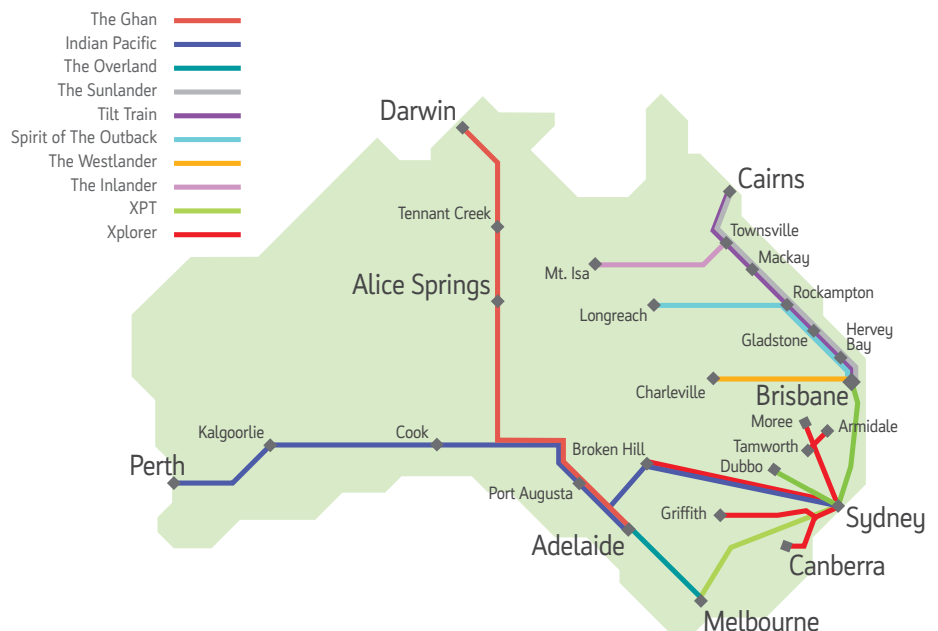 The Ghan
Indian Pacific
The Overland
The Sunlander
Tilt Train
Spirit of The Outback
The Westlander
The Inlander
XPT
Xplorer
Darwin
Cairns
Tennant Creek
Townsville
Mackay
Mt. Isa
Alice Springs
Rockampton
Longreach
Gladstone
Hervey
Bay
Charleville
Brisbane
Moree
Armidale
Tamworth
Kalgoorlie
Cook
Broken Hill
Dubbo
Perth
Port Augusta
Griffith
Sydney
Adelaide
Canberra
Melbourne